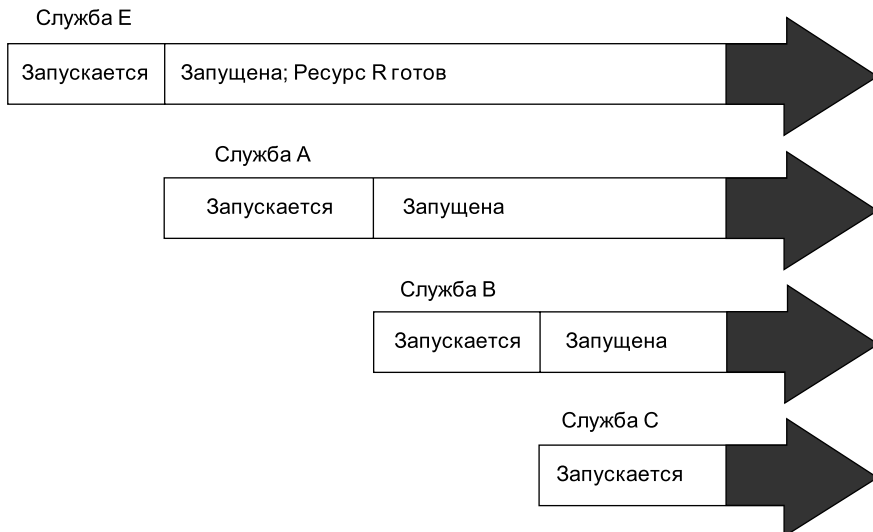 Служба E
Запускается
Запущена; Ресурс R готов
Служба A
Запускается
Запущена
Служба B
Запускается
Запущена
Служба C
Запускается